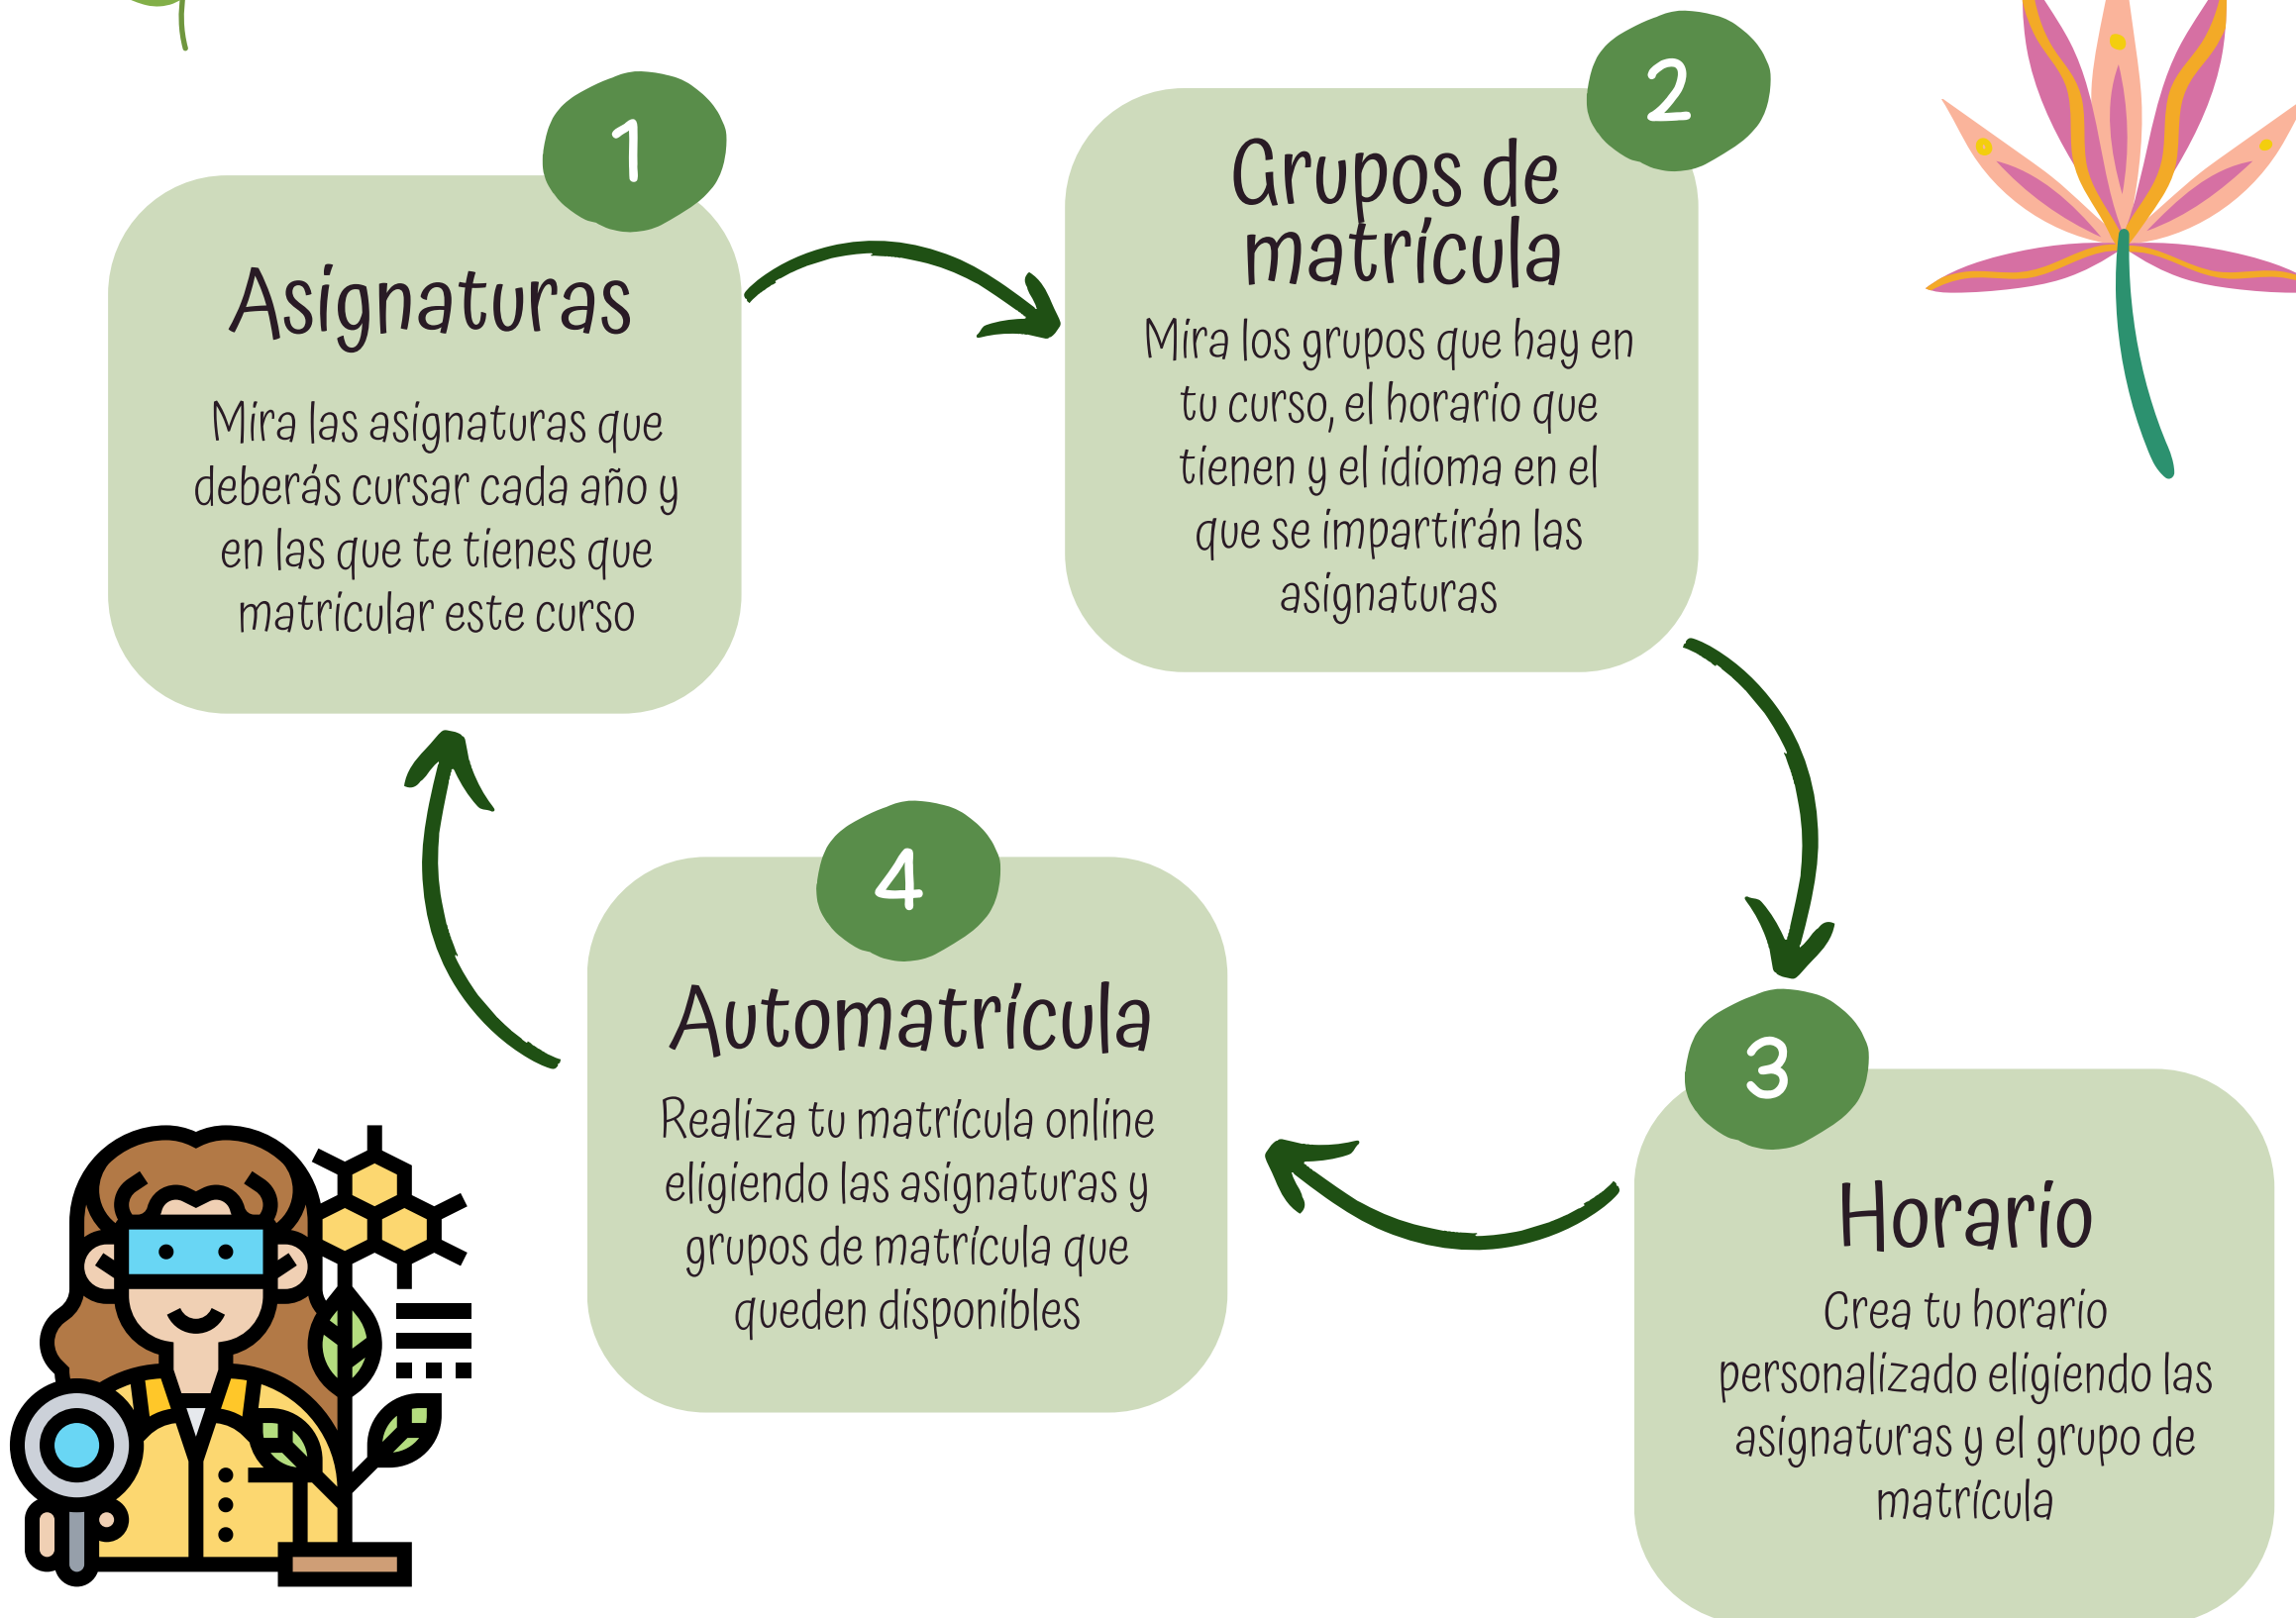 1
Asignaturas
Mira las asignaturas que
deberás cursar cada año y
en las que te tienes que
matricular este curso
2
Grupos de
matrícula
Mira los grupos que hay en
tu curso, el horario que
tienen y el idioma en el
que se impartirán las
asignaturas
3
Horario
Crea tu horario
personalizado eligiendo las
asignaturas y el grupo de
matrícula
4
Automatrícula
Realiza tu matrícula online
eligiendo las asignaturas y
grupos de matrícula que
queden disponibles